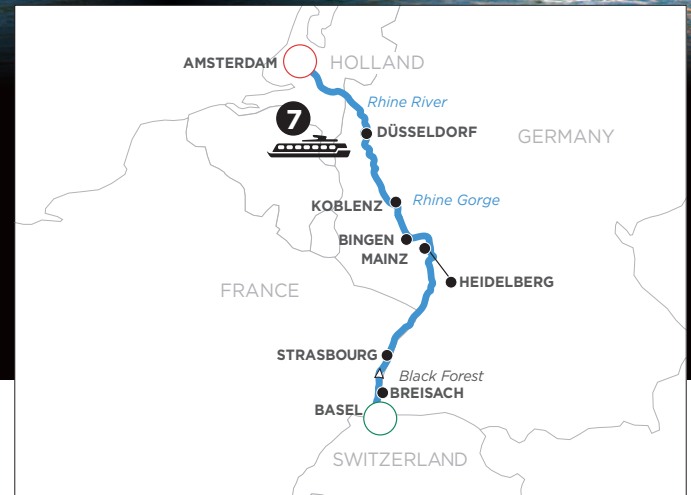 AMSTERDAM
HOLLAND
Rhine River
7
DÜSSELDORF
GERMANY
KOBLENZ
Rhine Gorge
BINGEN
MAINZ
HEIDELBERG
FRANCE
STRASBOURG
Black Forest
BREISACH
BASEL
SWITZERLAND